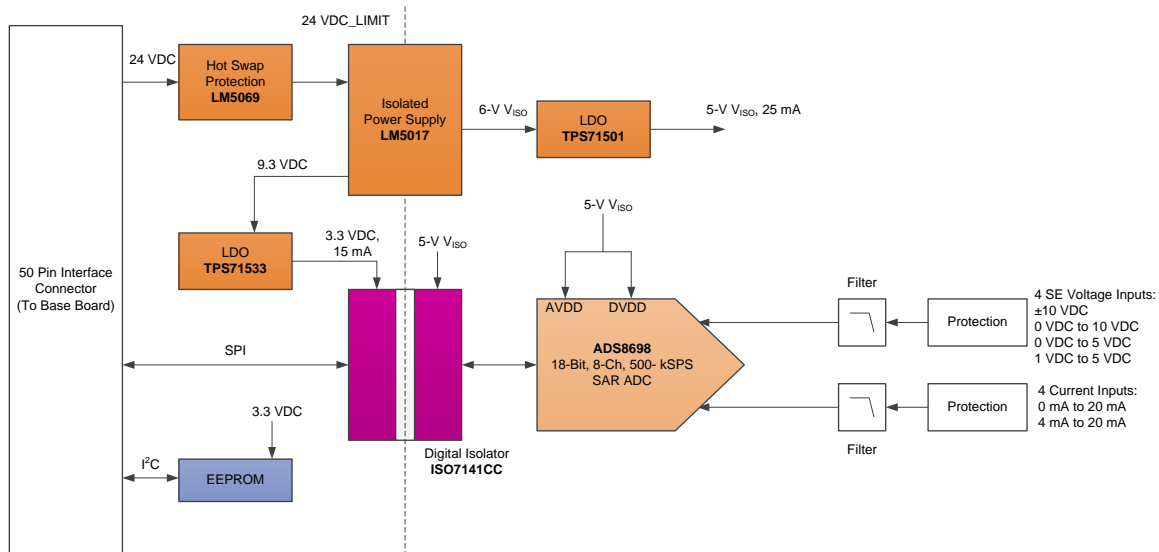 24 VDC_LIMIT
24 VDC
Hot Swap
Protection
LM5069
Isolated
Power Supply
LM5017
6-V VISO
LDO
TPS71501
5-V VISO, 25 mA
9.3 VDC
LDO
TPS71533
3.3 VDC,
15 mA
5-V VISO
5-V VISO
50 Pin Interface
Connector
(To Base Board)
AVDD
DVDD
ADS8698
18-Bit, 8-Ch, 500- kSPS
SAR ADC
Filter
Protection
4 SE Voltage Inputs:
±10 VDC
0 VDC to 10 VDC
0 VDC to 5 VDC
1 VDC to 5 VDC
SPI
Filter
Protection
4 Current Inputs:
0 mA to 20 mA
4 mA to 20 mA
3.3 VDC
Digital Isolator
ISO7141CC
I2C
EEPROM